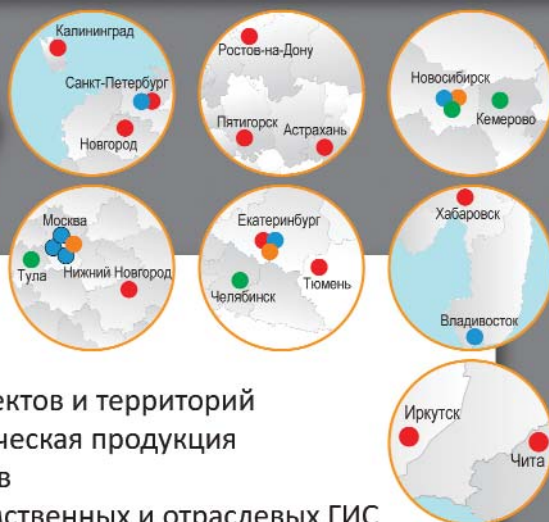 Калининград
Санкт-Петербург
Новгород
Ростов-на-Дону
Пятигорск
Астрахань
Новосибирск
Кемерово
Москва
Тула
Нижний Новгород
Екатеринбург
Челябинск
Тюмень
Хабаровск
Владивосток
Иркутск
Чита
ектов и территорий
ческая продукция
в
иственных и отраслевых ГИС